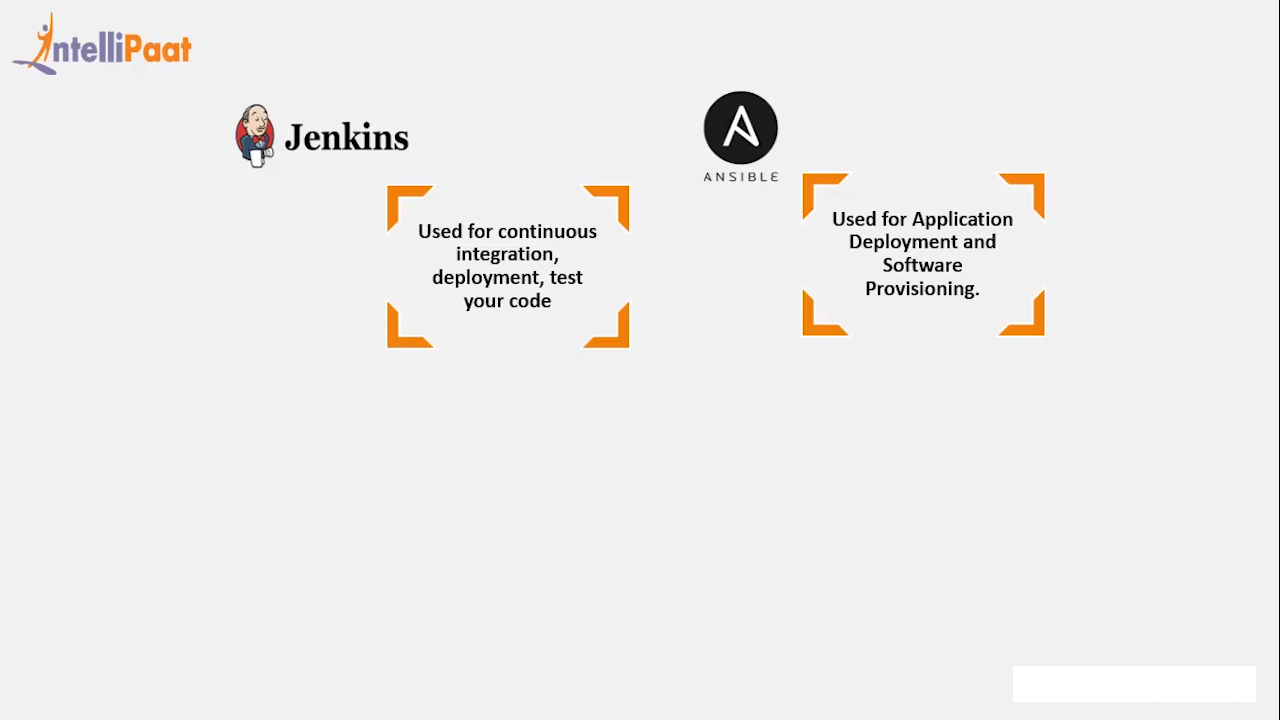 IntelliPaat
Jenkins
ANSIBLE
Used for continuous
integration,
deployment, test
your code
Used for Application
Deployment and
Software
Provisioning.